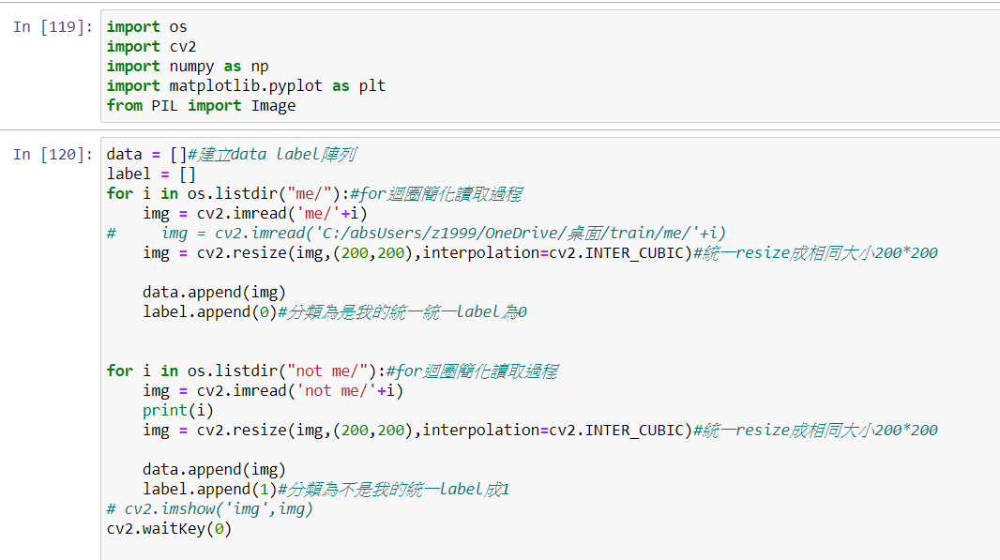 In [119]: import os
import cv2
import numpy as np
import matplotlib.pyplot as plt
from PIL import Image
In [120]: data = []#建立data label陣列
label = []
for i in os.listdir("me/"):#for迴圈簡化讀取過程
    img = cv2.imread('me/'+i)
#     img = cv2.imread('C:/absUsers/z1999/OneDrive/桌面/train/me/'+i)
    img = cv2.resize(img,(200,200),interpolation=cv2.INTER_CUBIC)#統一resize成相同大小200*200
    data.append(img)
    label.append(0)#分類為是我的統一統一label為0
for i in os.listdir("not me/"):#for迴圈簡化讀取過程
    img = cv2.imread('not me/'+i)
    print(i)
    img = cv2.resize(img,(200,200),interpolation=cv2.INTER_CUBIC)#統一resize成相同大小200*200
    data.append(img)
    label.append(1)#分類為不是我的統一label成1
# cv2.imshow('img',img)
cv2.waitKey(0)